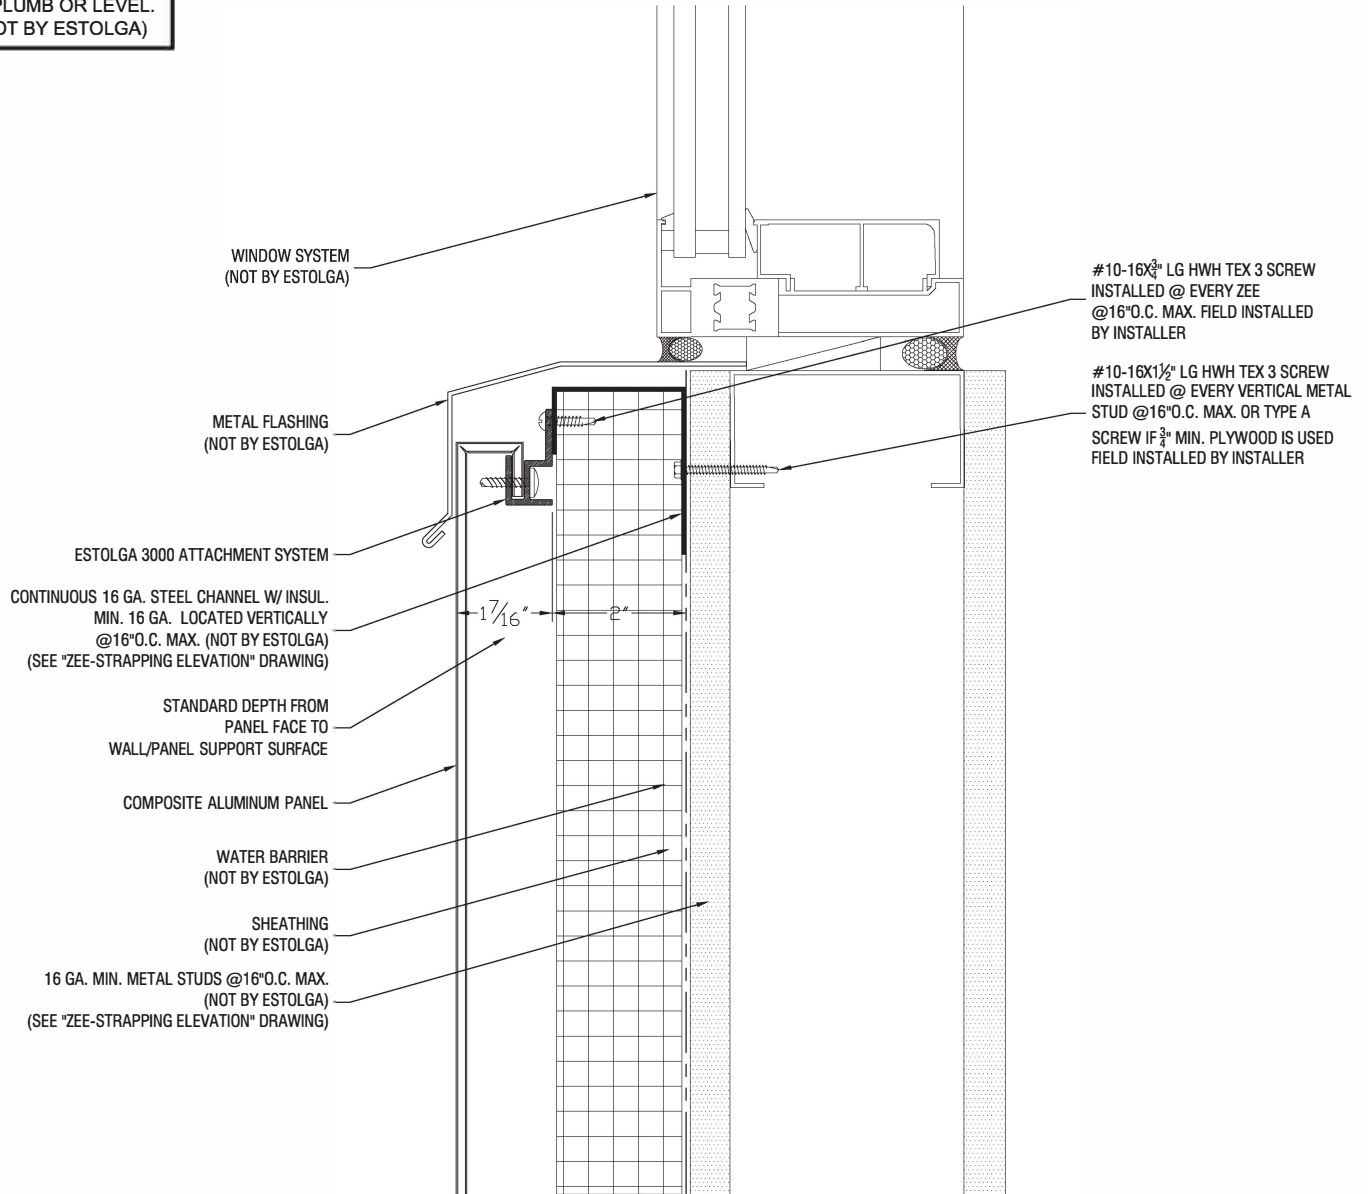 PLUMB OR LEVEL.
OT BY ESTOLGA)
WINDOW SYSTEM
(NOT BY ESTOLGA)
#10-16X3/4" LG HWH TEX 3 SCREW
INSTALLED @ EVERY ZEE
@16"O.C. MAX. FIELD INSTALLED
BY INSTALLER
#10-16X1 1/2" LG HWH TEX 3 SCREW
INSTALLED @ EVERY VERTICAL METAL
STUD @16"O.C. MAX. OR TYPE A
SCREW IF 3/4" MIN. PLYWOOD IS USED
FIELD INSTALLED BY INSTALLER
METAL FLASHING
(NOT BY ESTOLGA)
ESTOLGA 3000 ATTACHMENT SYSTEM
CONTINUOUS 16 GA. STEEL CHANNEL W/ INSUL.
MIN. 16 GA. LOCATED VERTICALLY
@16"O.C. MAX. (NOT BY ESTOLGA)
(SEE "ZEE-STRAPPING ELEVATION" DRAWING)
1 7/16"
2"
STANDARD DEPTH FROM
PANEL FACE TO
WALL/PANEL SUPPORT SURFACE
COMPOSITE ALUMINUM PANEL
WATER BARRIER
(NOT BY ESTOLGA)
SHEATHING
(NOT BY ESTOLGA)
16 GA. MIN. METAL STUDS @16"O.C. MAX.
(NOT BY ESTOLGA)
(SEE "ZEE-STRAPPING ELEVATION" DRAWING)